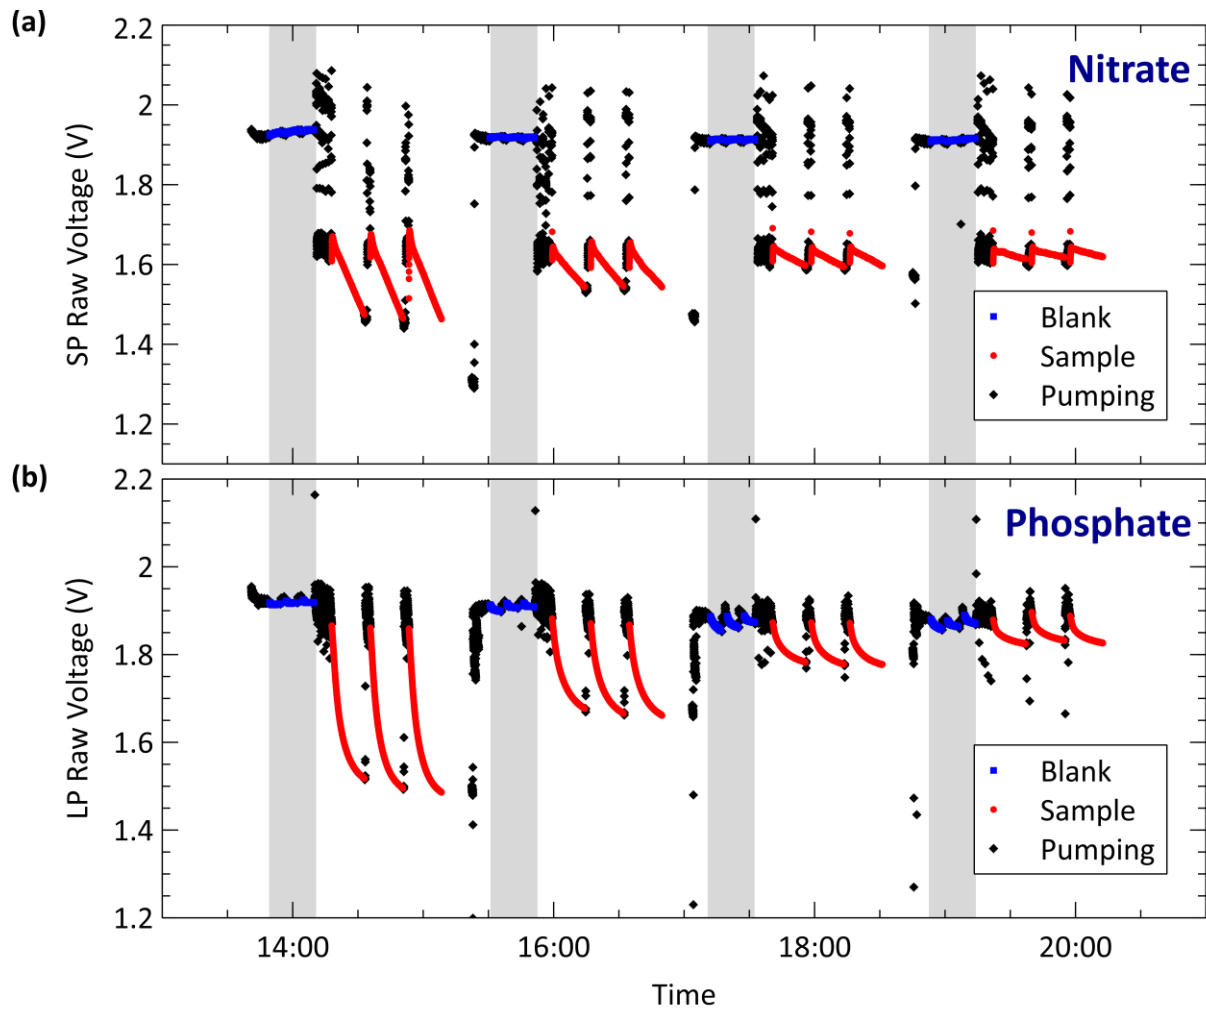 (a)
2.2
2
1.8
1.6
1.4
1.2
SP Raw Voltage (V)
Nitrate
Blank
Sample
Pumping
(b)
2.2
2
1.8
1.6
1.4
1.2
LP Raw Voltage (V)
Phosphate
Blank
Sample
Pumping
14:00 16:00 18:00 20:00
Time